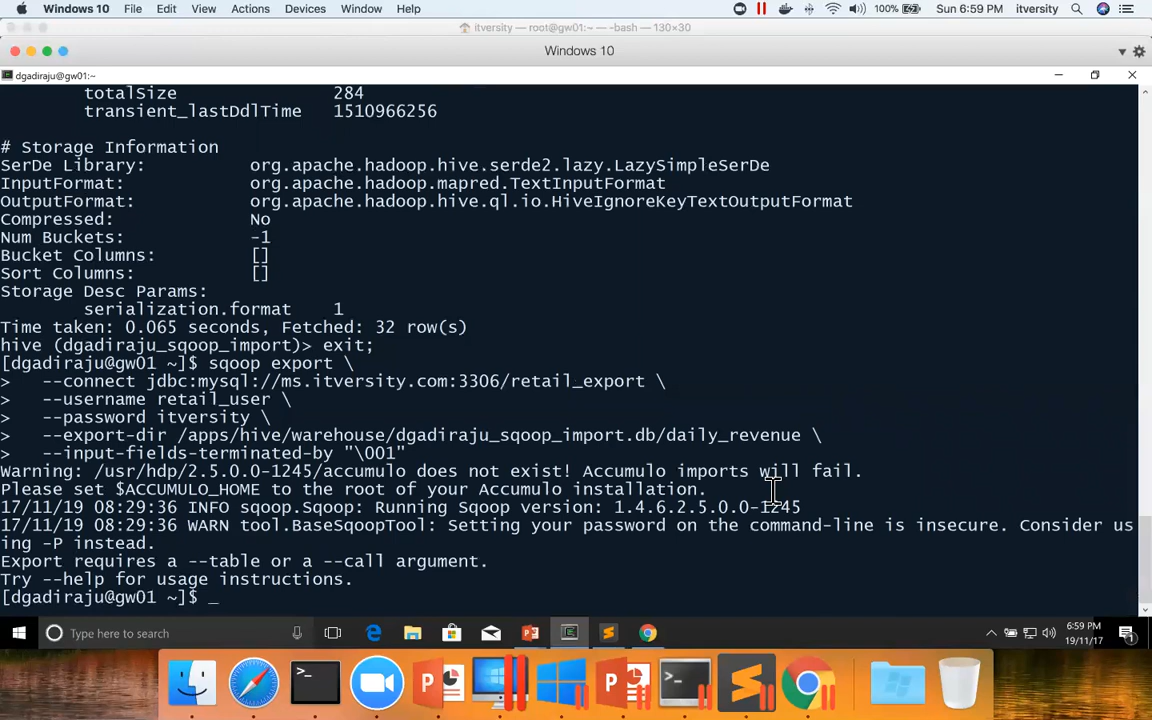 Windows 10 File Edit View Actions Devices Window Help 100% Sun 6:59 PM itversity
itversity — root@gw01:~ — -bash — 130×30
Windows 10
dgadiraju@gw01:~
totalSize 284
transient_lastDdlTime 1510966256
# Storage Information
SerDe Library: org.apache.hadoop.hive.serde2.lazy.LazySimpleSerDe
InputFormat: org.apache.hadoop.mapred.TextInputFormat
OutputFormat: org.apache.hadoop.hive.ql.io.HiveIgnoreKeyTextOutputFormat
Compressed: No
Num Buckets: -1
Bucket Columns: []
Sort Columns: []
Storage Desc Params:
serialization.format 1
Time taken: 0.065 seconds, Fetched: 32 row(s)
hive (dgadiraju_sqoop_import)> exit;
[dgadiraju@gw01 ~]$ sqoop export \
> --connect jdbc:mysql://ms.itversity.com:3306/retail_export \
> --username retail_user \
> --password itversity \
> --export-dir /apps/hive/warehouse/dgadiraju_sqoop_import.db/daily_revenue \
> --input-fields-terminated-by "\001"
Warning: /usr/hdp/2.5.0.0-1245/accumulo does not exist! Accumulo imports will fail.
Please set $ACCUMULO_HOME to the root of your Accumulo installation.
17/11/19 08:29:36 INFO sqoop.Sqoop: Running Sqoop version: 1.4.6.2.5.0.0-1245
17/11/19 08:29:36 WARN tool.BaseSqoopTool: Setting your password on the command-line is insecure. Consider us
ing -P instead.
Export requires a --table or a --call argument.
Try --help for usage instructions.
[dgadiraju@gw01 ~]$ _
Type here to search
6:59 PM
19/11/17